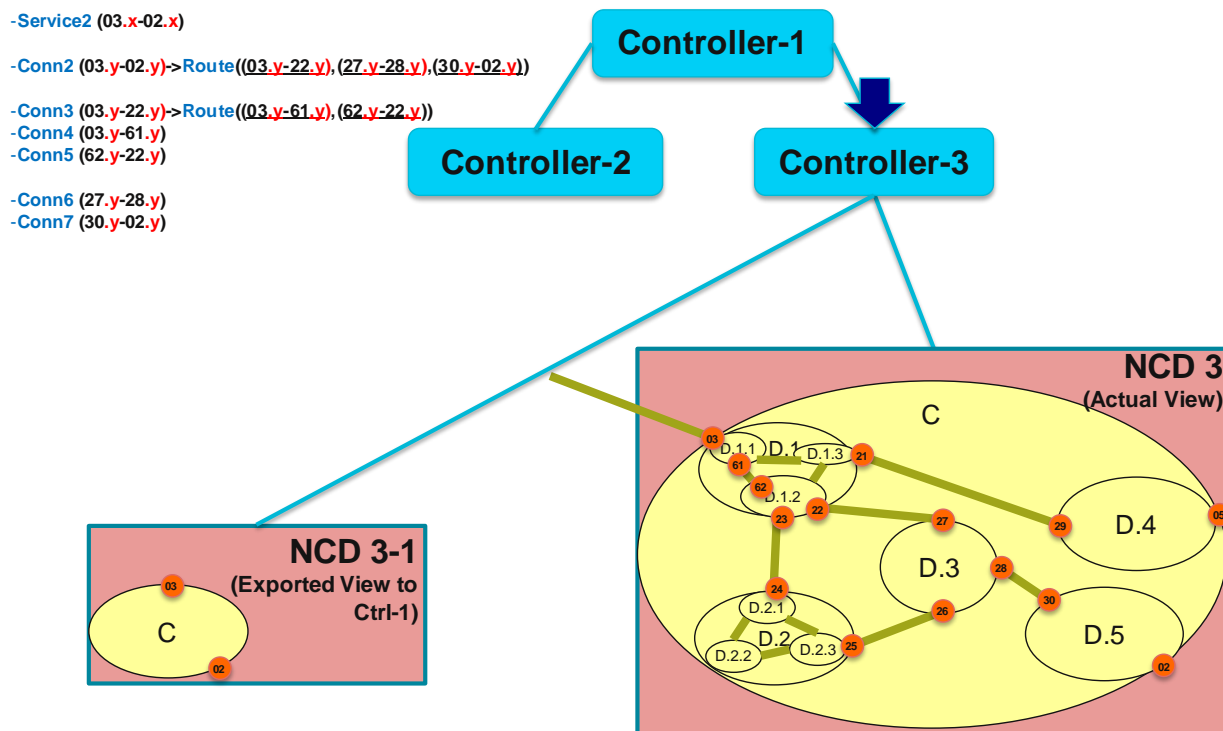 -Service2 (03.x-02.x)
-Conn2 (03.y-02.y)->Route((03.y-22.y),(27.y-28.y),(30.y-02.y))
-Conn3 (03.y-22.y)->Route((03.y-61.y),(62.y-22.y))
-Conn4 (03.y-61.y)
-Conn5 (62.y-22.y)
-Conn6 (27.y-28.y)
-Conn7 (30.y-02.y)
Controller-1
Controller-2
Controller-3
NCD 3
(Actual View)
C
03
D.1.1
D.1
D.1.3
21
61
62
D.1.2
22
23
27
29
D.4
05
D.3
28
24
26
30
D.2.1
D.2
D.2.2
D.2.3
25
D.5
02
NCD 3-1
(Exported View to
Ctrl-1)
03
C
02